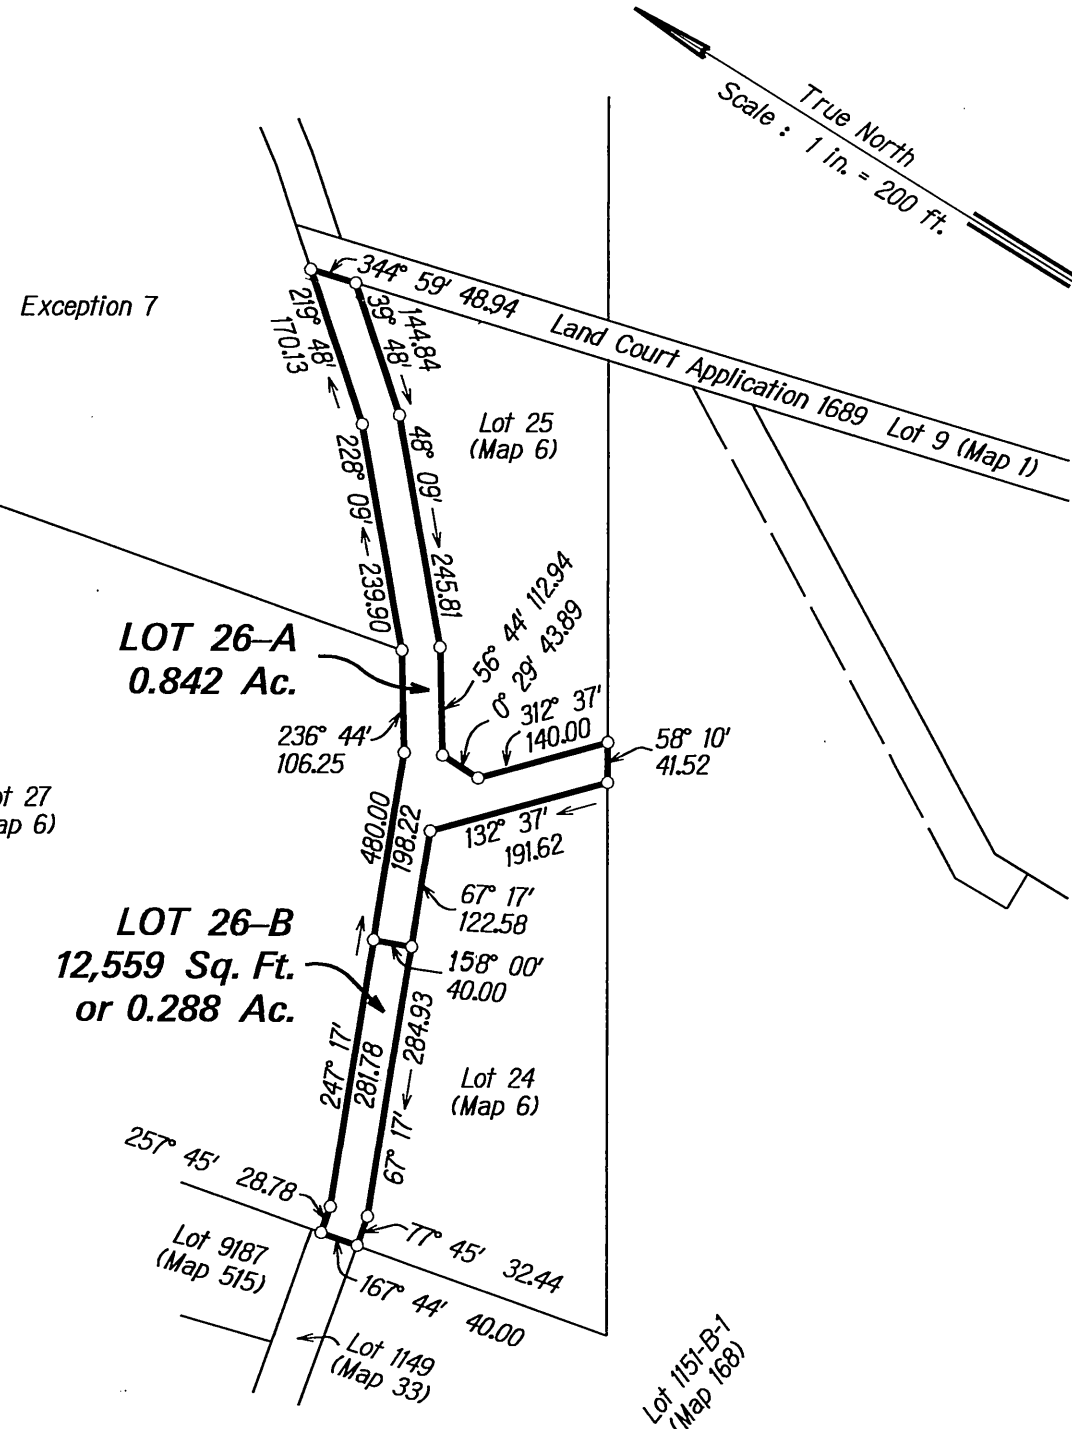 True North
Scale : 1 in. = 200 ft.
Exception 7
344° 59' 48.94
Land Court Application 1689 Lot 9 (Map 1)
219° 48'
170.13
39° 48'
144.84
Lot 25
(Map 6)
228° 09' 239.90
48° 09' 245.81
56° 44' 112.94
0° 29' 43.89
312° 37'
140.00
58° 10'
41.52
LOT 26–A
0.842 Ac.
236° 44'
106.25
27
6)
480.00
198.22
132° 37'
191.62
67° 17'
122.58
LOT 26–B
12,559 Sq. Ft.
or 0.288 Ac.
158° 00'
40.00
247° 17'
281.78
67° 17' 284.93
Lot 24
(Map 6)
257° 45' 28.78
77° 45' 32.44
Lot 9187
(Map 515)
167° 44' 40.00
Lot 1149
(Map 33)
Lot 1151-B-1
(Map 168)